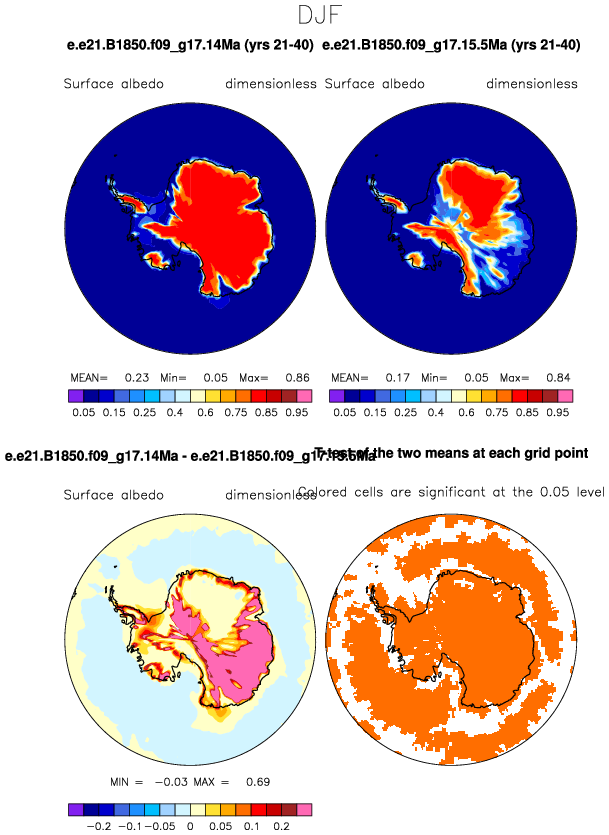 DJF
e.e21.B1850.f09_g17.14Ma (yrs 21-40) e.e21.B1850.f09_g17.15.5Ma (yrs 21-40)
Surface albedo dimensionless Surface albedo dimensionless
MEAN= 0.23 Min= 0.05 Max= 0.86 MEAN= 0.17 Min= 0.05 Max= 0.84
0.05 0.15 0.25 0.4 0.6 0.75 0.85 0.95 0.05 0.15 0.25 0.4 0.6 0.75 0.85 0.95
e.e21.B1850.f09_g17.14Ma - e.e21.B1850.f09_g17.15.5Ma T-test of the two means at each grid point
Surface albedo dimensionless Colored cells are significant at the 0.05 level
MIN = -0.03 MAX = 0.69
-0.2 -0.1 -0.05 0 0.05 0.1 0.2